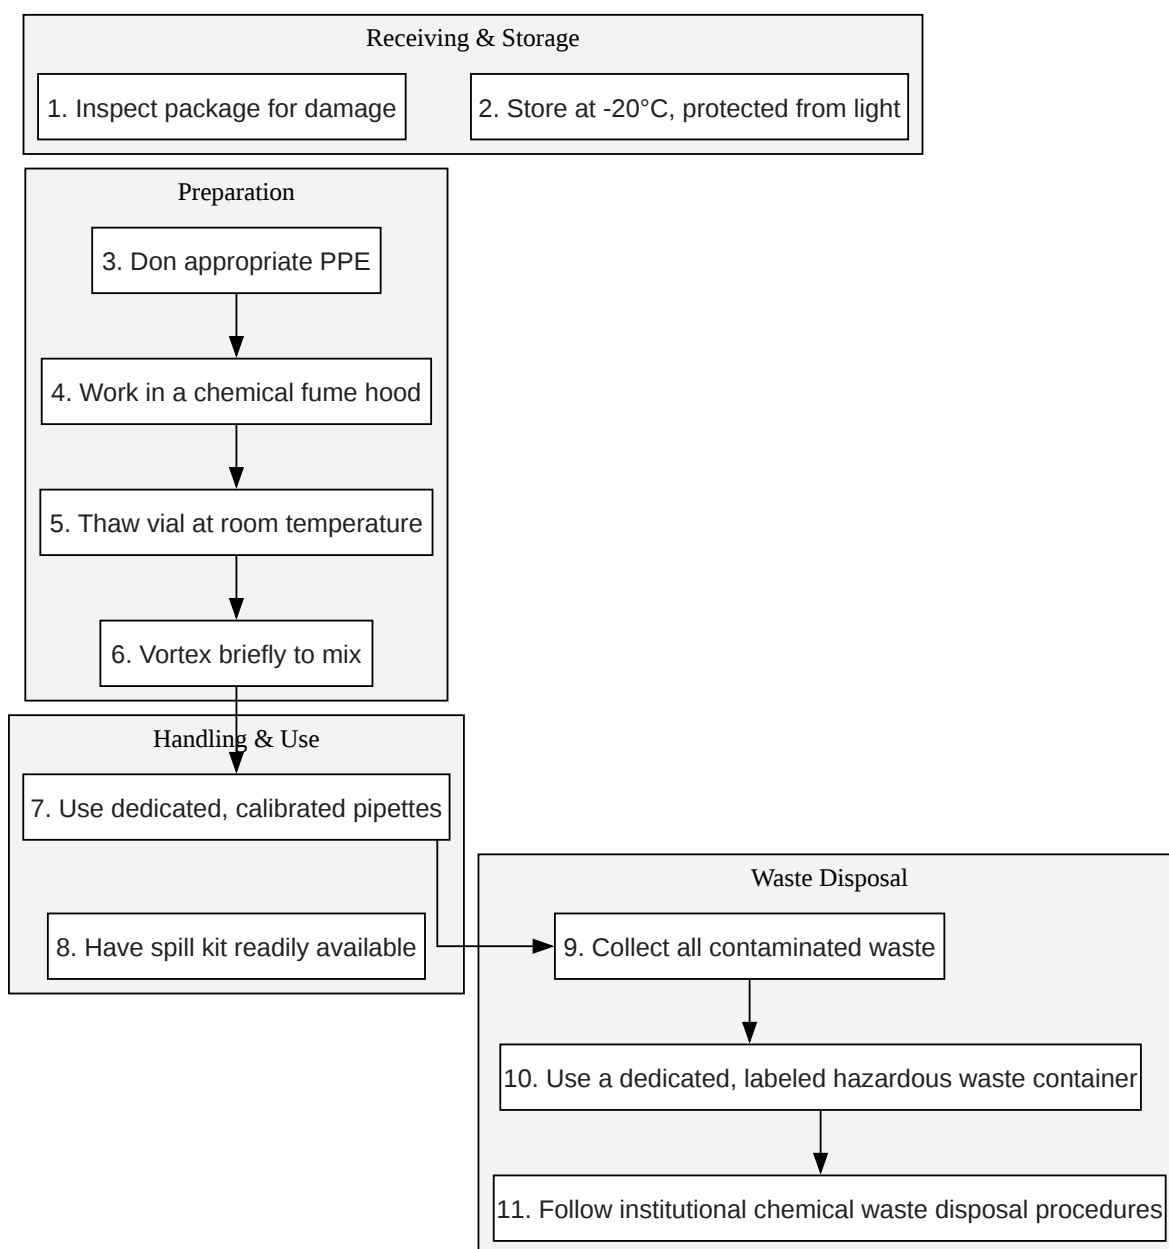 Receiving & Storage
1. Inspect package for damage
2. Store at -20°C, protected from light
Preparation
3. Don appropriate PPE
4. Work in a chemical fume hood
5. Thaw vial at room temperature
6. Vortex briefly to mix
Handling & Use
7. Use dedicated, calibrated pipettes
8. Have spill kit readily available
Waste Disposal
9. Collect all contaminated waste
10. Use a dedicated, labeled hazardous waste container
11. Follow institutional chemical waste disposal procedures